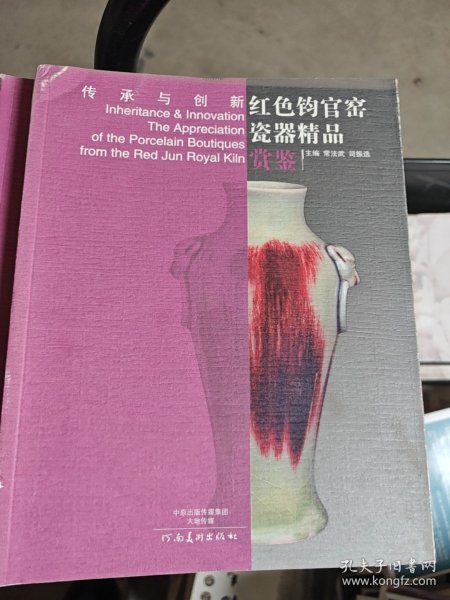 传承与创新
Inheritance & Innovation
The Appreciation
of the Porcelain Boutiques
from the Red Jun Royal Kiln
红色钧官窑
瓷器精品
赏鉴
主编 常法武 司振选
中原出版传媒集团
大地传媒
河南美术出版社
孔夫子旧书网
www.kongfz.com